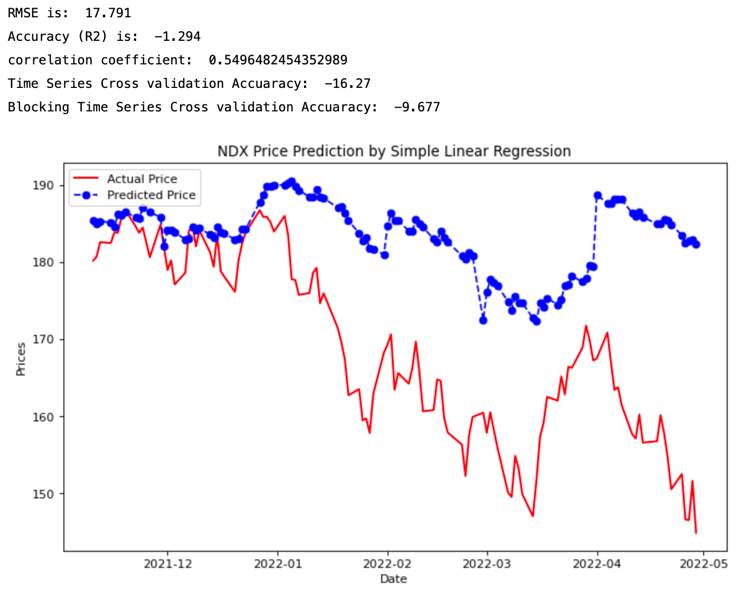 RMSE is:  17.791
Accuracy (R2) is:  -1.294
correlation coefficient:  0.5496482454352989
Time Series Cross validation Accuaracy:  -16.27
Blocking Time Series Cross validation Accuaracy:  -9.677
NDX Price Prediction by Simple Linear Regression
Actual Price
Predicted Price
190
180
170
160
150
Prices
2021-12 2022-01 2022-02 2022-03 2022-04 2022-05
Date